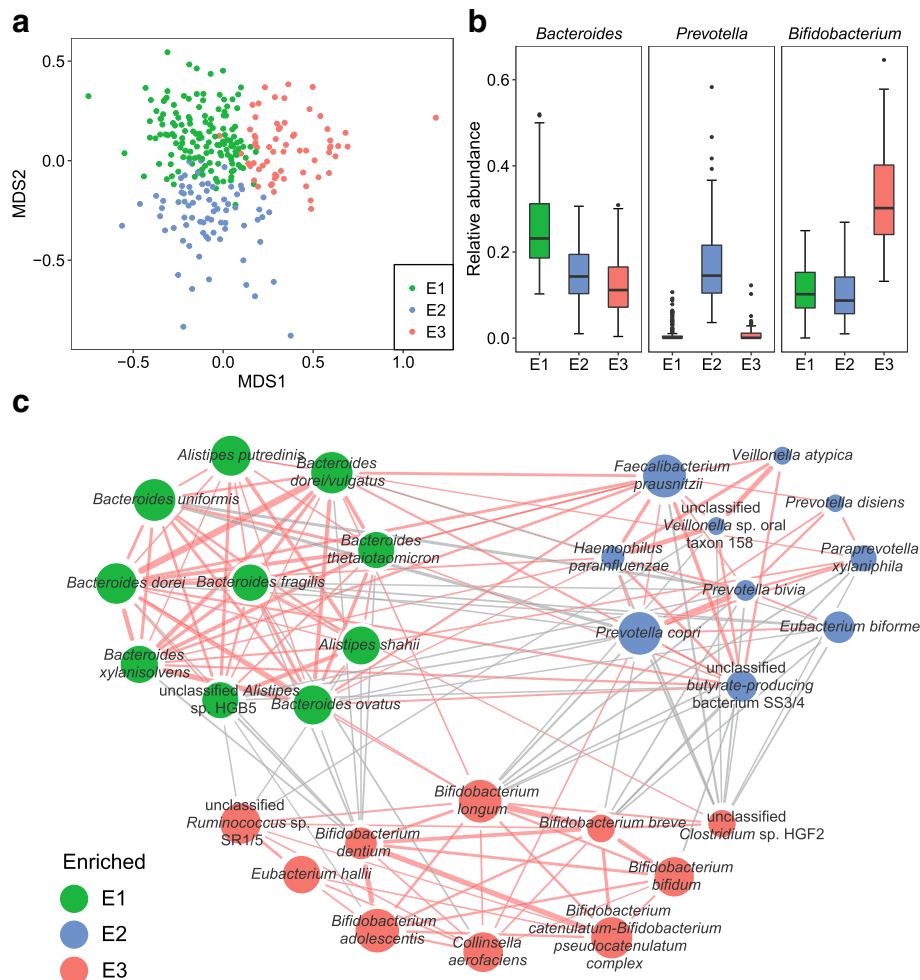 a
0.5
0.0
−0.5
MDS2
−0.5
0.0
0.5
1.0
MDS1
E1
E2
E3
b
Bacteroides
Prevotella
Bifidobacterium
0.6
0.4
0.2
0.0
Relative abundance
E1
E2
E3
E1
E2
E3
E1
E2
E3
c
Alistipes putredinis
Bacteroides
dorei/vulgatus
Bacteroides uniformis
Bacteroides
thetaiotaomicron
Bacteroides dorei
Bacteroides fragilis
Alistipes shahii
Bacteroides
xylanisolvens
unclassified Alistipes
sp. HGB5
Bacteroides ovatus
Faecalibacterium
prausnitzii
Veillonella atypica
unclassified
Veillonella sp. oral
taxon 158
Prevotella disiens
Haemophilus
parainfluenzae
Paraprevotella
xylaniphila
Prevotella bivia
Prevotella copri
Eubacterium biforme
unclassified
butyrate-producing
bacterium SS3/4
unclassified
Ruminococcus sp.
SR1/5
Bifidobacterium
longum
Bifidobacterium
dentium
Bifidobacterium breve
unclassified
Clostridium sp. HGF2
Eubacterium hallii
Bifidobacterium
bifidum
Bifidobacterium
adolescentis
Collinsella
aerofaciens
Bifidobacterium
catenulatum-Bifidobacterium
pseudocatenulatum
complex
Enriched
E1
E2
E3